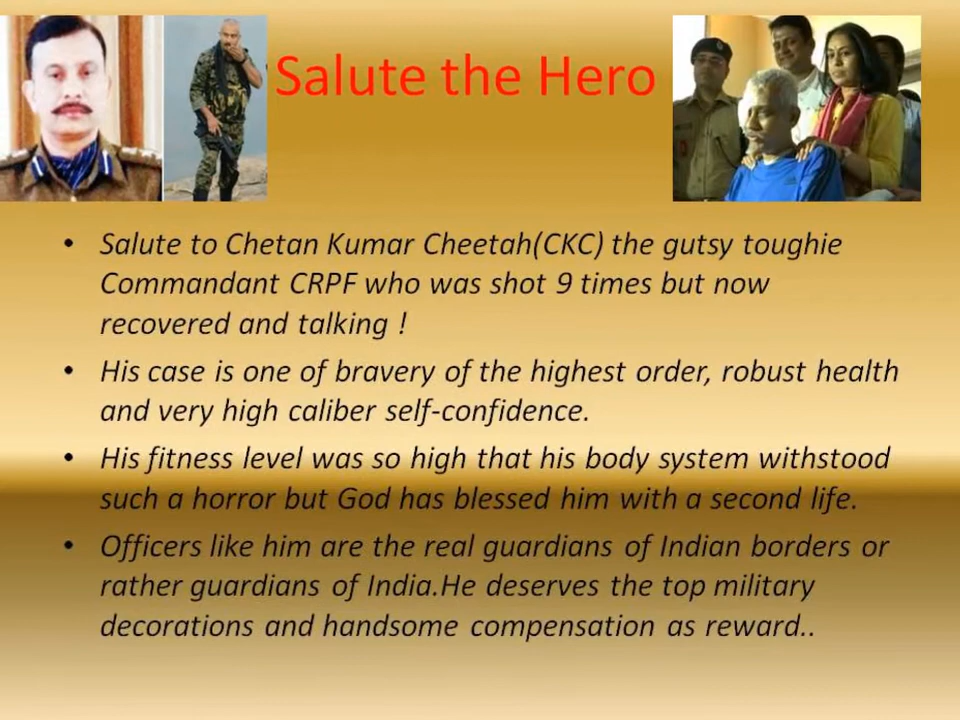 Salute the Hero
• Salute to Chetan Kumar Cheetah(CKC) the gutsy toughie
Commandant CRPF who was shot 9 times but now
recovered and talking !
• His case is one of bravery of the highest order, robust health
and very high caliber self-confidence.
• His fitness level was so high that his body system withstood
such a horror but God has blessed him with a second life.
• Officers like him are the real guardians of Indian borders or
rather guardians of India.He deserves the top military
decorations and handsome compensation as reward..